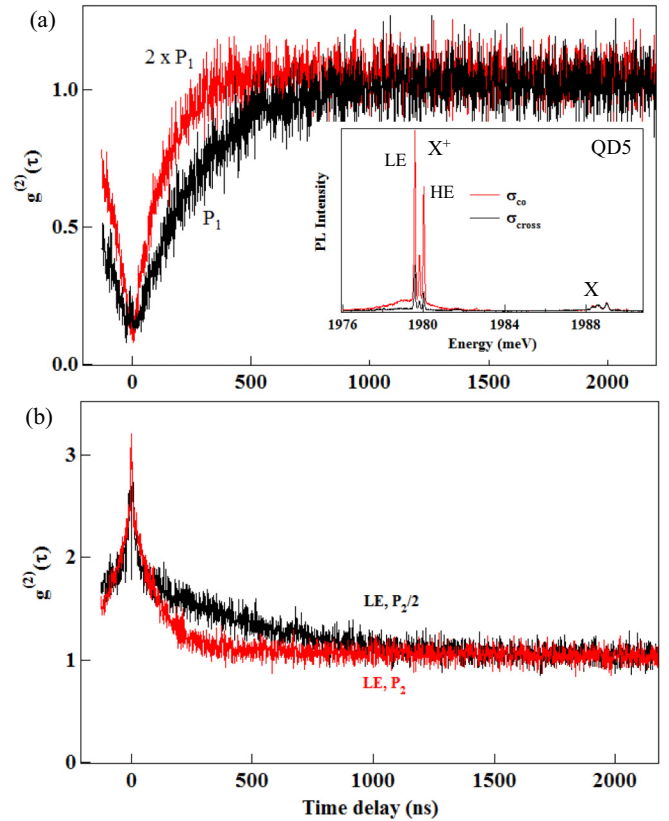 (a)
2 x P₁
P₁
g⁽²⁾(τ)
1.0
0.5
0.0
0
500
1000
1500
2000
QD5
LE
X⁺
HE
σco
σcross
X
PL Intensity
1976
1980
1984
1988
Energy (meV)
(b)
g⁽²⁾(τ)
3
2
1
0
LE, P₂/2
LE, P₂
0
500
1000
1500
2000
Time delay (ns)